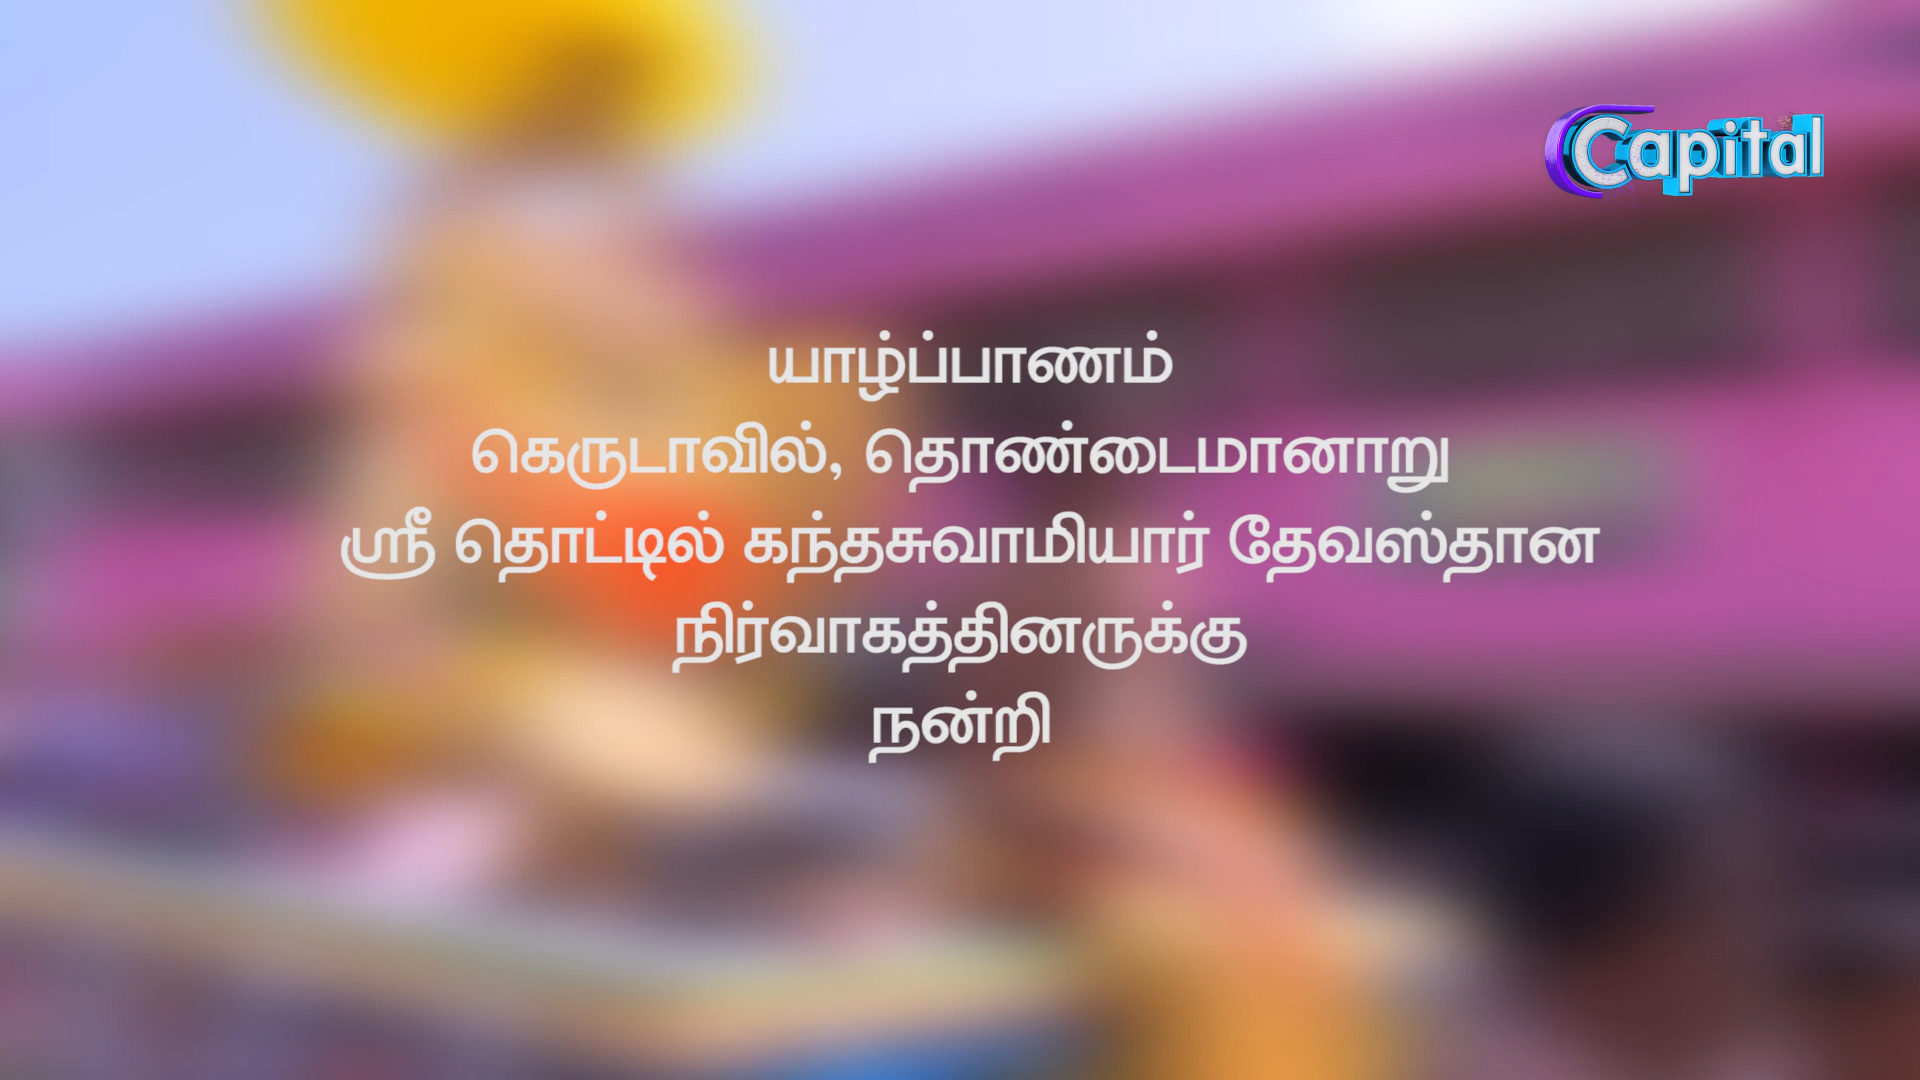 Capital
யாழ்ப்பாணம்
கெருடாவில், தொண்டைமானாறு
ஸ்ரீ தொட்டில் கந்தசுவாமியார் தேவஸ்தான
நிர்வாகத்தினருக்கு
நன்றி